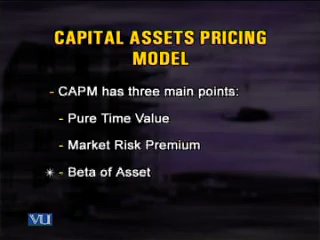 CAPITAL ASSETS PRICING
MODEL
- CAPM has three main points:
- Pure Time Value
- Market Risk Premium
✴ - Beta of Asset
VU